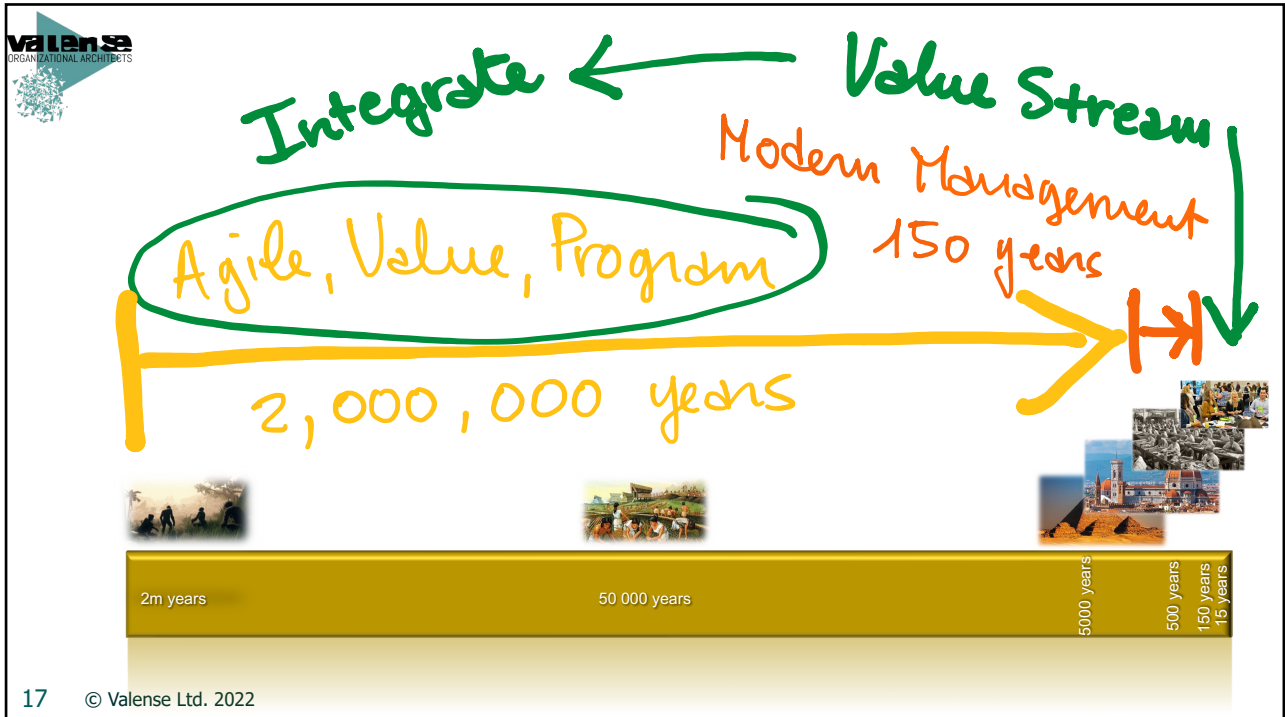 valense
ORGANIZATIONAL ARCHITECTS
Integrate
Value Stream
Modern Management
150 years
Agile, Value, Program
2,000,000 years
2m years
50 000 years
5000 years
500 years
150 years
15 years
17 © Valense Ltd. 2022